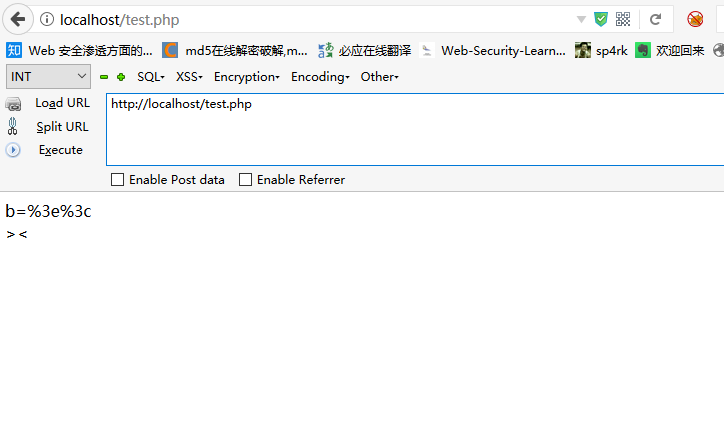 localhost/test.php
Web 安全渗透方面的... md5在线解密破解,m... 必应在线翻译 Web-Security-Learn... sp4rk 欢迎回来
INT SQL XSS Encryption Encoding Other
Load URL http://localhost/test.php
Split URL
Execute
Enable Post data Enable Referrer
b=%3e%3c
><